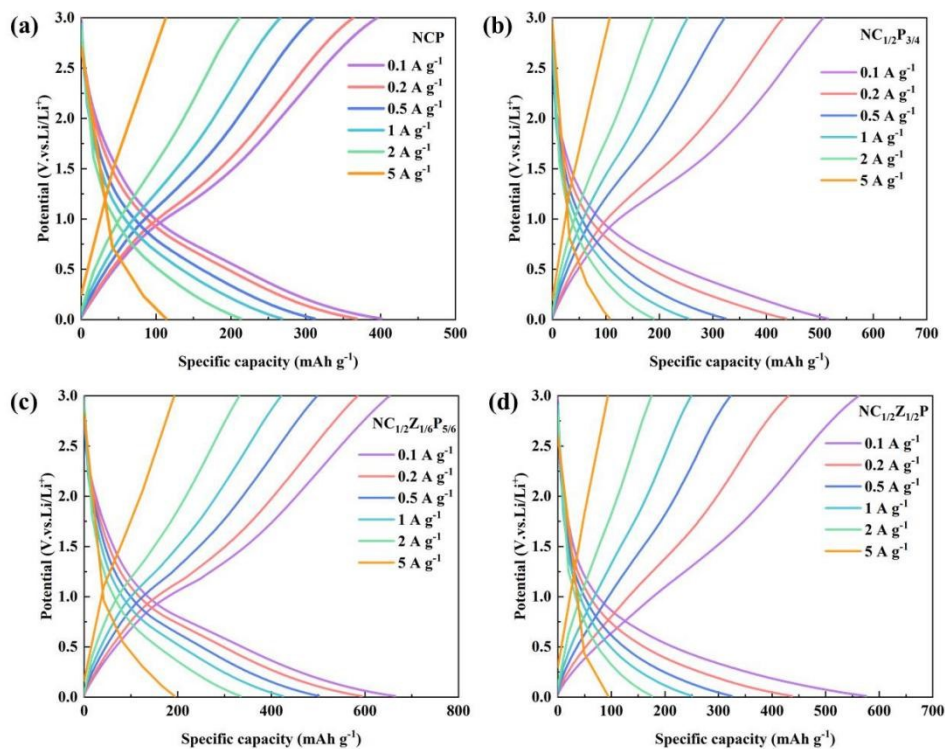 (a)
NCP
0.1 A g⁻¹
0.2 A g⁻¹
0.5 A g⁻¹
1 A g⁻¹
2 A g⁻¹
5 A g⁻¹
Potential (V.vs.Li/Li⁺)
3.0
2.5
2.0
1.5
1.0
0.5
0.0
0 100 200 300 400 500
Specific capacity (mAh g⁻¹)
(b)
NC₁/₂P₃/₄
0.1 A g⁻¹
0.2 A g⁻¹
0.5 A g⁻¹
1 A g⁻¹
2 A g⁻¹
5 A g⁻¹
Potential (V.vs.Li/Li⁺)
3.0
2.5
2.0
1.5
1.0
0.5
0.0
0 100 200 300 400 500 600 700
Specific capacity (mAh g⁻¹)
(c)
NC₁/₂Z₁/₆P₅/₆
0.1 A g⁻¹
0.2 A g⁻¹
0.5 A g⁻¹
1 A g⁻¹
2 A g⁻¹
5 A g⁻¹
Potential (V.vs.Li/Li⁺)
3.0
2.5
2.0
1.5
1.0
0.5
0.0
0 200 400 600 800
Specific capacity (mAh g⁻¹)
(d)
NC₁/₂Z₁/₂P
0.1 A g⁻¹
0.2 A g⁻¹
0.5 A g⁻¹
1 A g⁻¹
2 A g⁻¹
5 A g⁻¹
Potential (V.vs.Li/Li⁺)
3.0
2.5
2.0
1.5
1.0
0.5
0.0
0 100 200 300 400 500 600 700
Specific capacity (mAh g⁻¹)